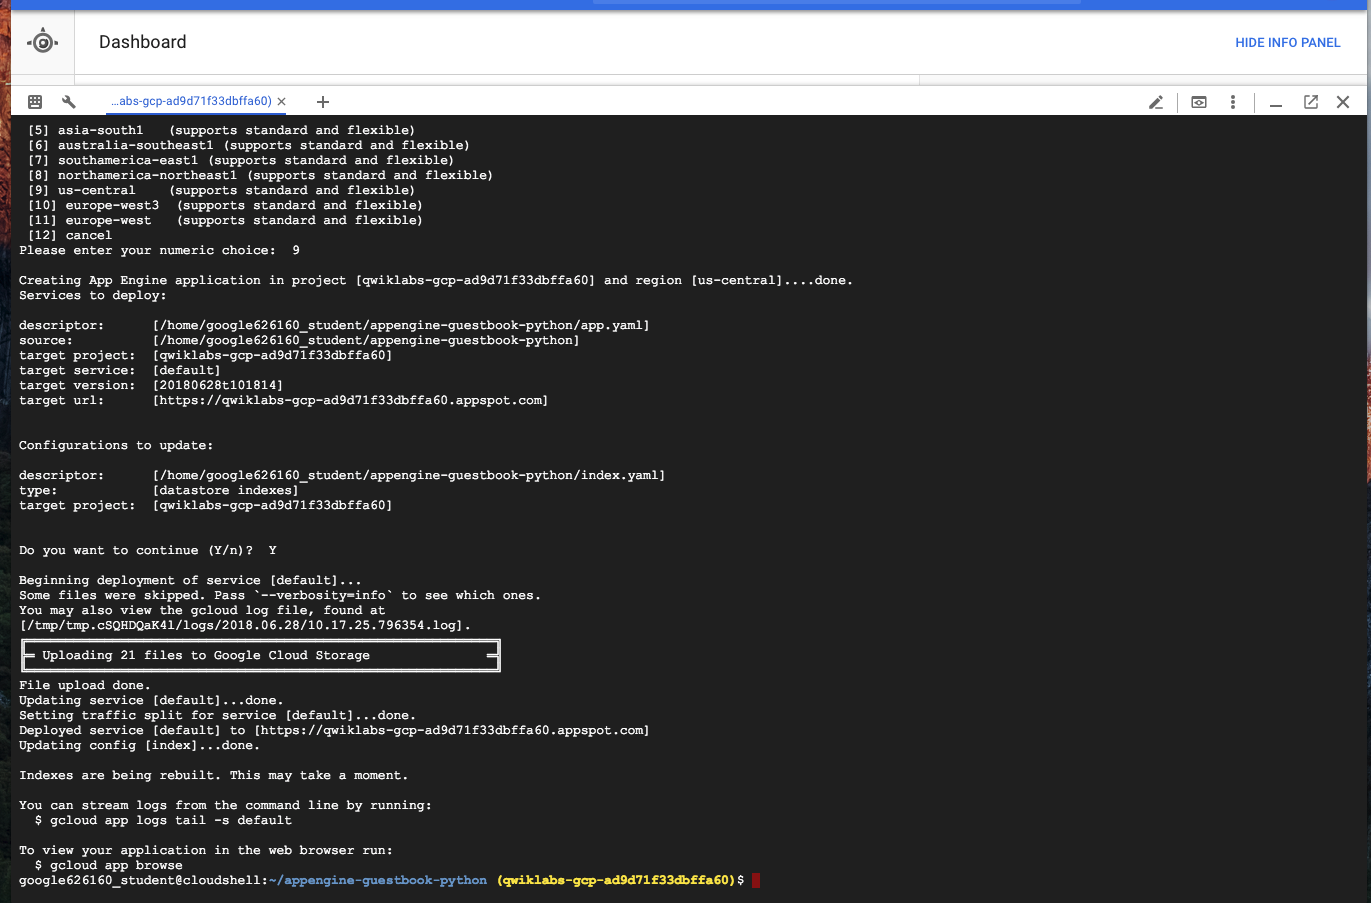 Dashboard
HIDE INFO PANEL
...abs-gcp-ad9d71f33dbffa60)
[5] asia-south1   (supports standard and flexible)
[6] australia-southeast1 (supports standard and flexible)
[7] southamerica-east1 (supports standard and flexible)
[8] northamerica-northeast1 (supports standard and flexible)
[9] us-central    (supports standard and flexible)
[10] europe-west3  (supports standard and flexible)
[11] europe-west   (supports standard and flexible)
[12] cancel
Please enter your numeric choice:  9
Creating App Engine application in project [qwiklabs-gcp-ad9d71f33dbffa60] and region [us-central]....done.
Services to deploy:
descriptor:      [/home/google626160_student/appengine-guestbook-python/app.yaml]
source:          [/home/google626160_student/appengine-guestbook-python]
target project:  [qwiklabs-gcp-ad9d71f33dbffa60]
target service:  [default]
target version:  [20180628t101814]
target url:      [https://qwiklabs-gcp-ad9d71f33dbffa60.appspot.com]
Configurations to update:
descriptor:      [/home/google626160_student/appengine-guestbook-python/index.yaml]
type:            [datastore indexes]
target project:  [qwiklabs-gcp-ad9d71f33dbffa60]
Do you want to continue (Y/n)?  Y
Beginning deployment of service [default]...
Some files were skipped. Pass `--verbosity=info` to see which ones.
You may also view the gcloud log file, found at
[/tmp/tmp.cSQHDQaK4l/logs/2018.06.28/10.17.25.796354.log].
Uploading 21 files to Google Cloud Storage
File upload done.
Updating service [default]...done.
Setting traffic split for service [default]...done.
Deployed service [default] to [https://qwiklabs-gcp-ad9d71f33dbffa60.appspot.com]
Updating config [index]...done.
Indexes are being rebuilt. This may take a moment.
You can stream logs from the command line by running:
$ gcloud app logs tail -s default
To view your application in the web browser run:
$ gcloud app browse
google626160_student@cloudshell:~/appengine-guestbook-python (qwiklabs-gcp-ad9d71f33dbffa60)$